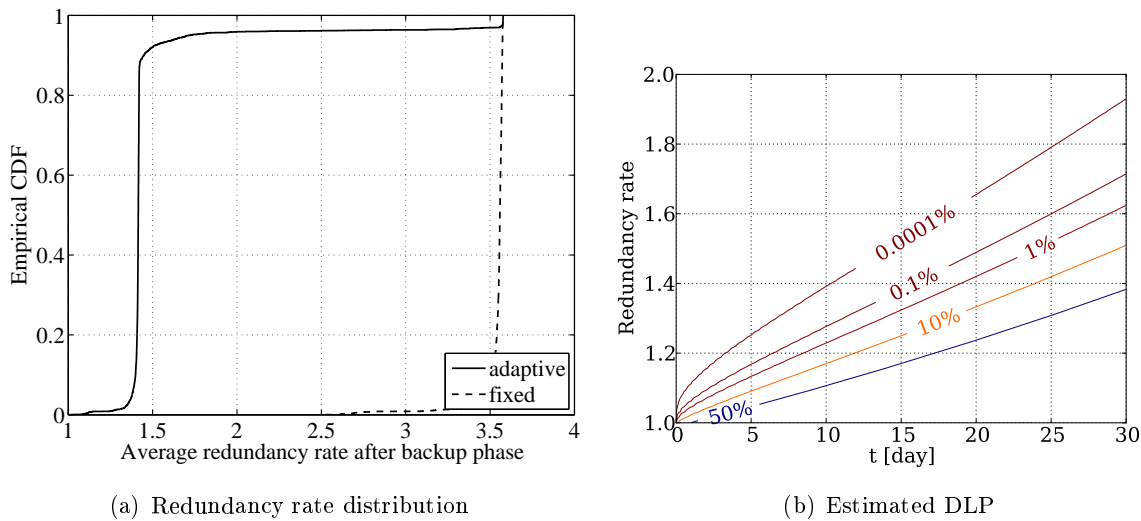 1
0.8
0.6
0.4
0.2
0
Empirical CDF
adaptive
fixed
1 1.5 2 2.5 3 3.5 4
Average redundancy rate after backup phase
(a) Redundancy rate distribution
2.0
1.8
1.6
1.4
1.2
1.0
Redundancy rate
0.0001%
0.1%
1%
10%
50%
0 5 10 15 20 25 30
t [day]
(b) Estimated DLP